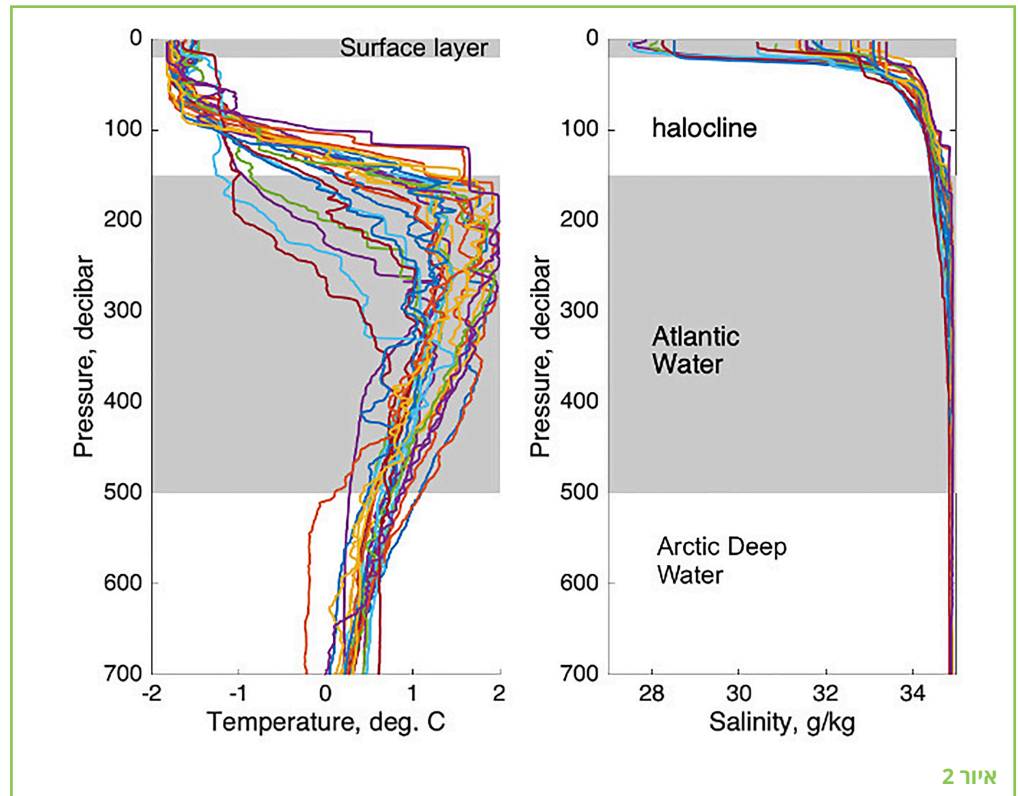 0
100
200
300
400
500
600
700
Pressure, decibar
Surface layer
-2 -1 0 1 2
Temperature, deg. C
0
100
200
300
400
500
600
700
Pressure, decibar
halocline
Atlantic
Water
Arctic Deep
Water
28 30 32 34
Salinity, g/kg
איור 2